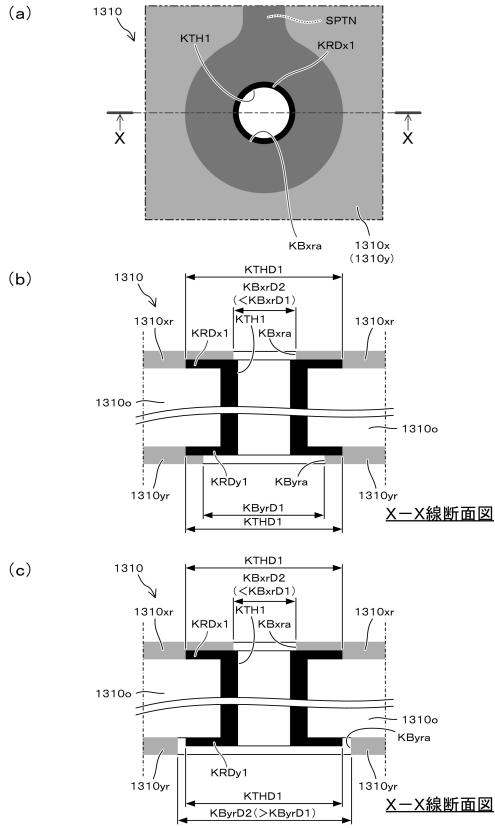 (a)
1310
SPTN
KTH1
KRDx1
X
X
KBxra
1310x
(1310y)
(b)
1310
KTHD1
KBxrD2
(<KBxrD1)
1310xr
KTH1
KBxra
1310xr
KRDx1
1310o
1310o
1310yr
KRDy1
KByra
1310yr
KByrD1
KTHD1
X－X線断面図
(c)
1310
KTHD1
KBxrD2
(<KBxrD1)
1310xr
KTH1
KBxra
1310xr
KRDx1
1310o
1310o
KByra
1310yr
KRDy1
1310yr
KTHD1
KByrD2(>KByrD1)
X－X線断面図